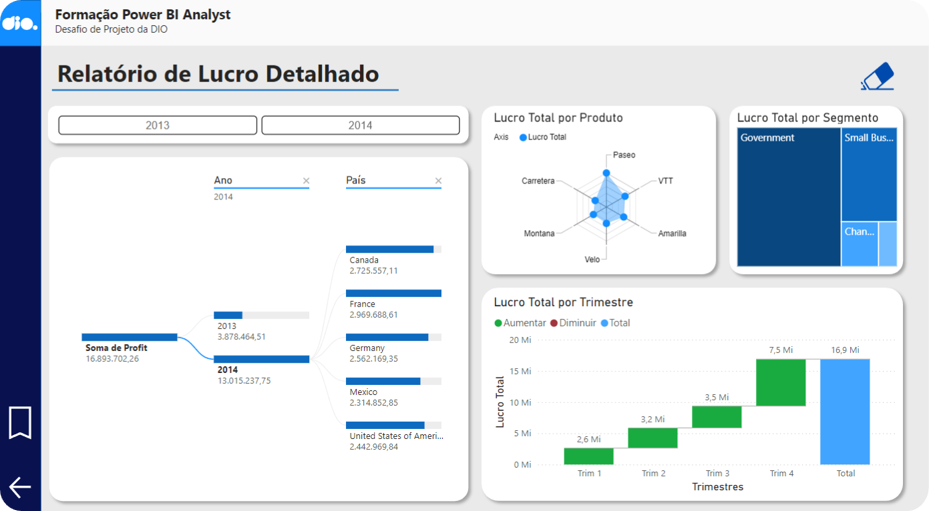 dio.
Formação Power BI Analyst
Desafio de Projeto da DIO
Relatório de Lucro Detalhado
2013
2014
Ano
2014
País
Soma de Profit
16.893.702,26
2013
3.878.464,51
2014
13.015.237,75
Canada
2.725.557,11
France
2.969.688,61
Germany
2.562.169,35
Mexico
2.314.852,85
United States of Ameri...
2.442.969,84
Lucro Total por Produto
Axis Lucro Total
Paseo
VTT
Amarilla
Velo
Montana
Carretera
Lucro Total por Segmento
Government
Small Bus...
Chan...
Lucro Total por Trimestre
Aumentar Diminuir Total
Lucro Total
20 Mi
15 Mi
10 Mi
5 Mi
0 Mi
2,6 Mi
3,2 Mi
3,5 Mi
7,5 Mi
16,9 Mi
Trim 1
Trim 2
Trim 3
Trim 4
Total
Trimestres